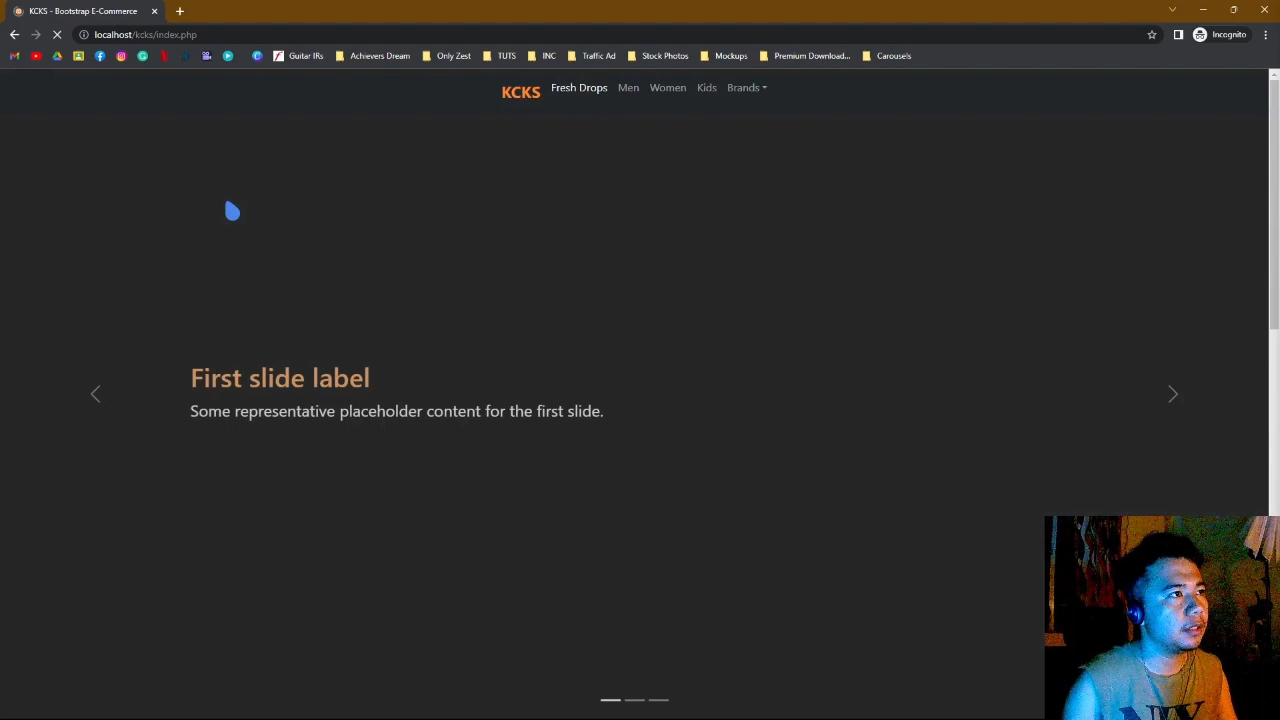 KCKS - Bootstrap E-Commerce
localhost/kcks/index.php
Incognito
Guitar IRs
Achievers Dream
Only Zest
TUTS
INC
Traffic Ad
Stock Photos
Mockups
Premium Download...
Carousels
KCKS
Fresh Drops
Men
Women
Kids
Brands
First slide label
Some representative placeholder content for the first slide.